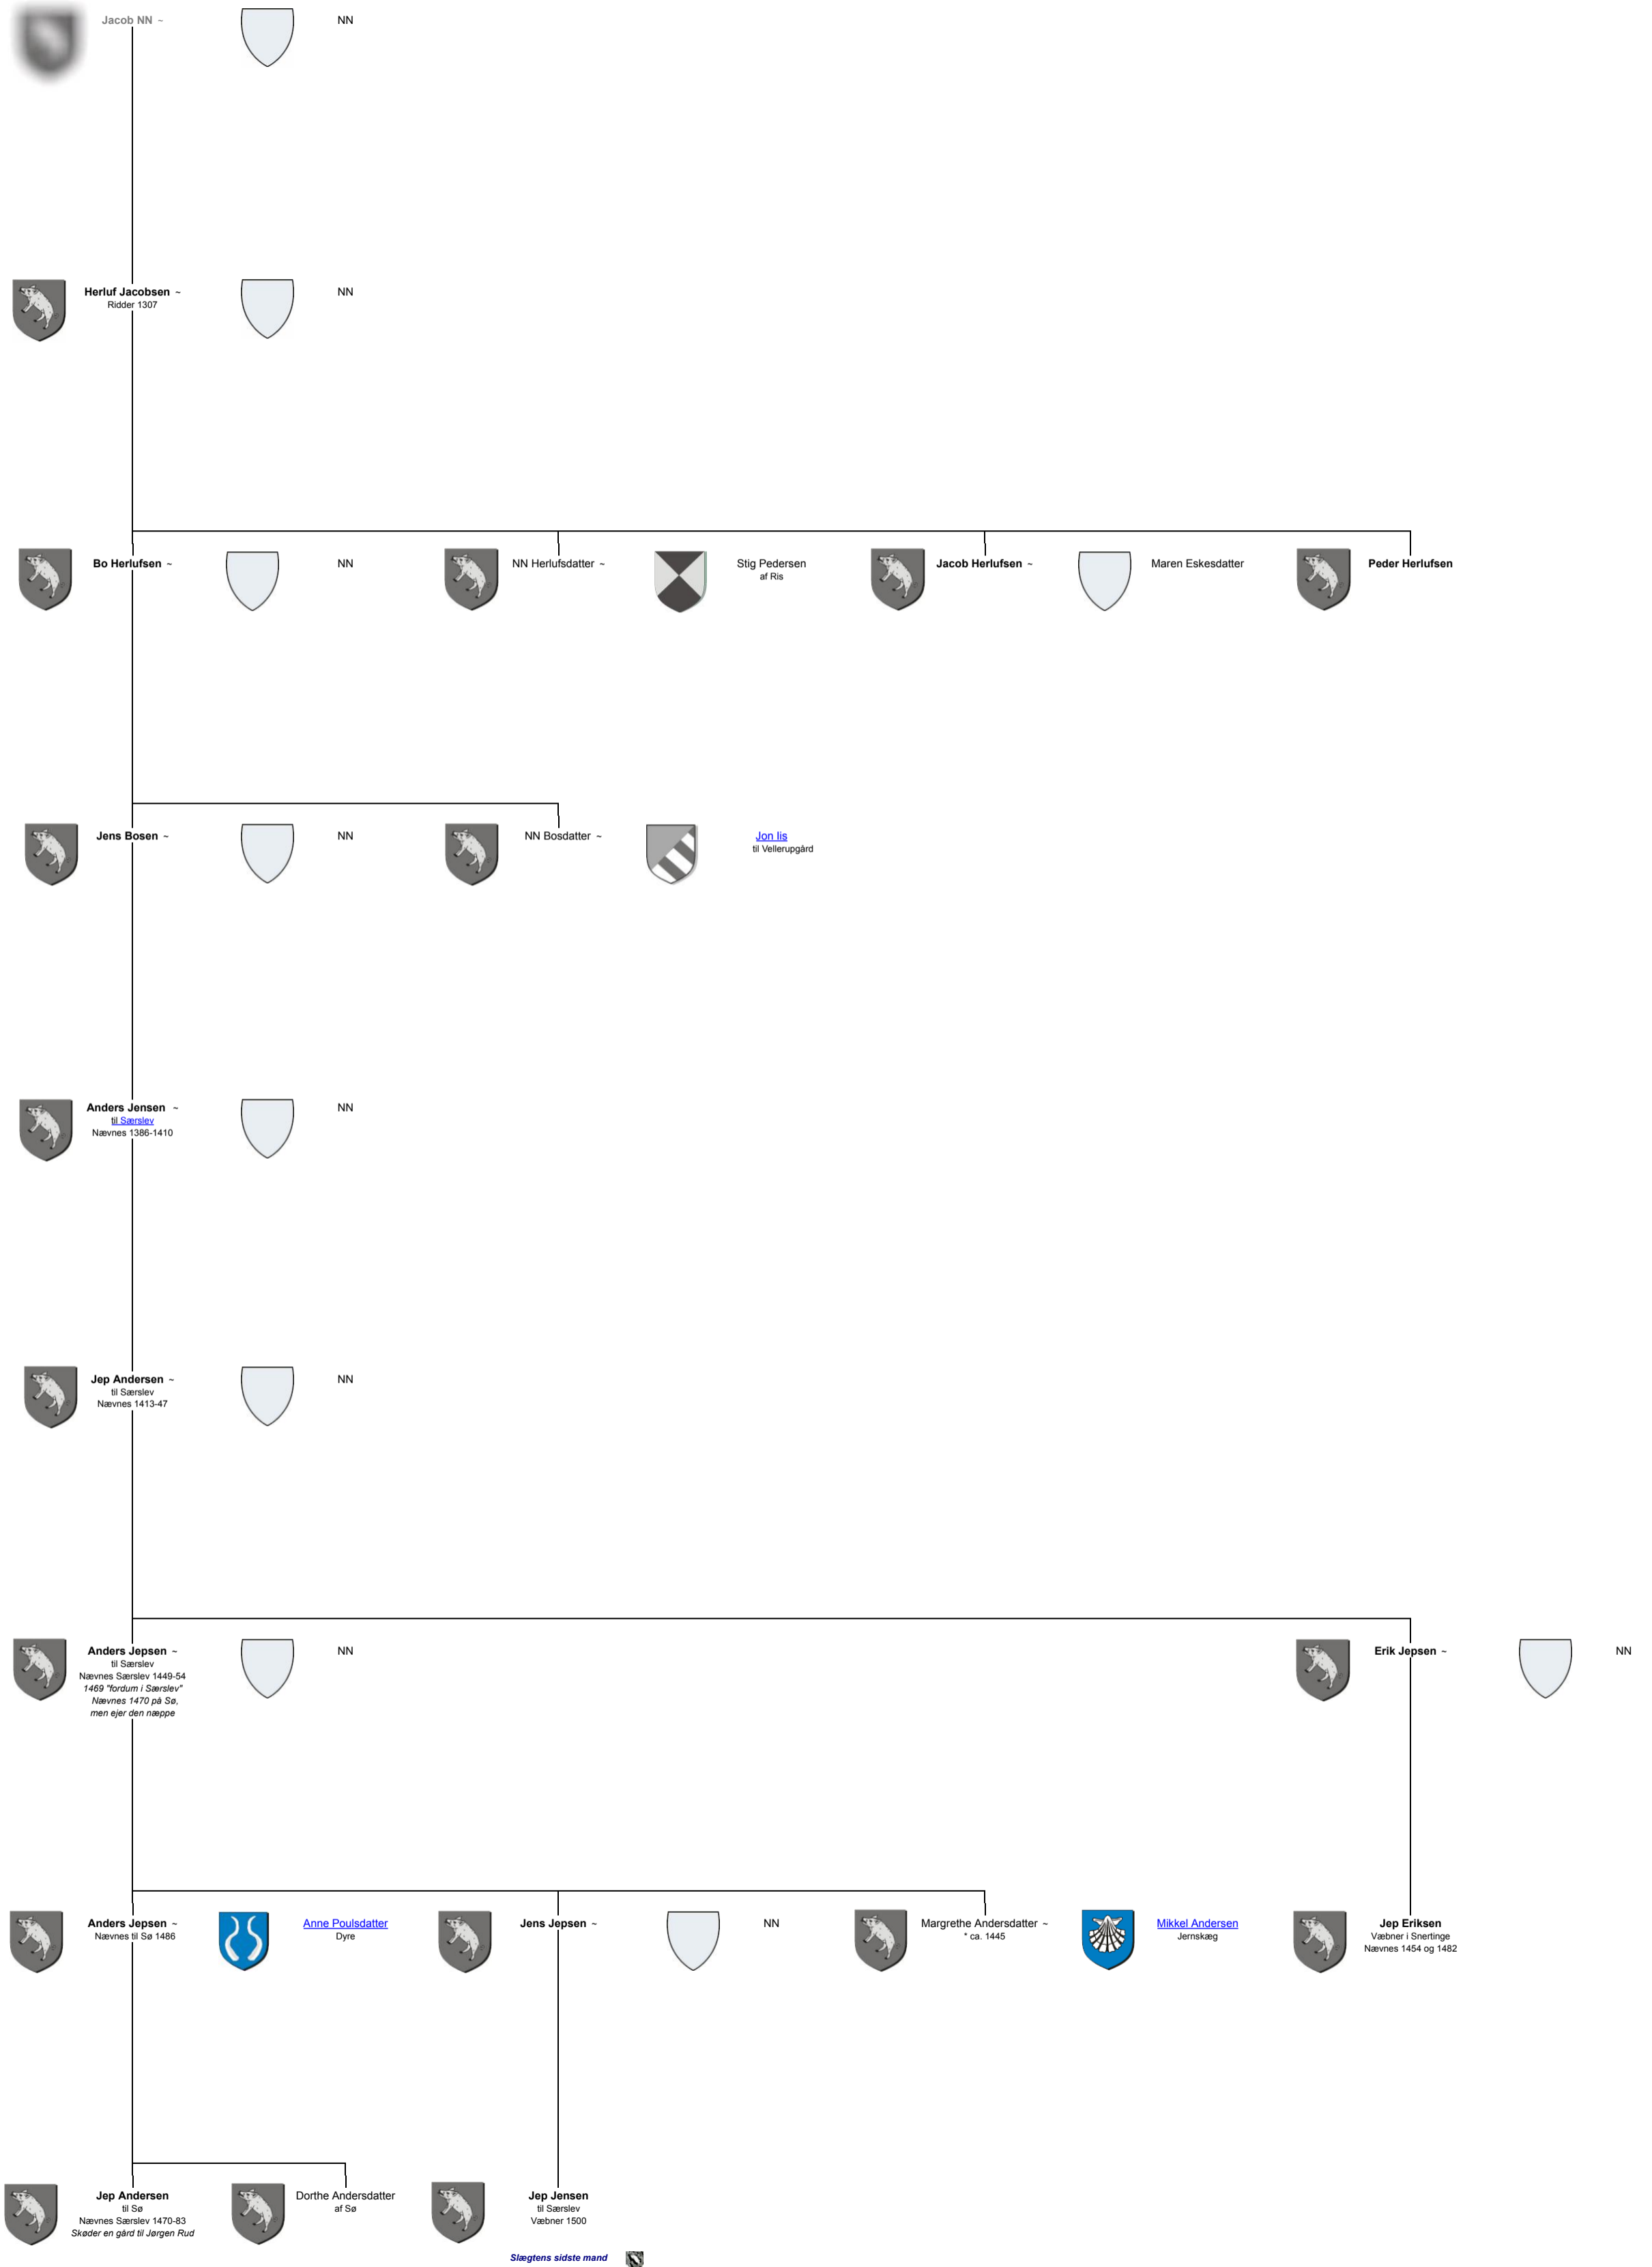 Jacob NN ~
NN
Herluf Jacobsen ~
Ridder 1307
NN
Bo Herlufsen ~
NN
NN Herlufsdatter ~
Stig Pedersen
af Ris
Jacob Herlufsen ~
Maren Eskesdatter
Peder Herlufsen
Jens Bosen ~
NN
NN Bosdatter ~
Jon Iis
til Vellerupgård
Anders Jensen ~
til Særslev
Nævnes 1386-1410
NN
Jep Andersen ~
til Særslev
Nævnes 1413-47
NN
Anders Jepsen ~
til Særslev
Nævnes Særslev 1449-54
1469 "fordum i Særslev"
Nævnes 1470 på Sø,
men ejer den næppe
NN
Erik Jepsen ~
NN
Anders Jepsen ~
Nævnes til Sø 1486
Anne Poulsdatter
Dyre
Jens Jepsen ~
NN
Margrethe Andersdatter ~
* ca. 1445
Mikkel Andersen
Jernskæg
Jep Eriksen
Væbner i Snertinge
Nævnes 1454 og 1482
Jep Andersen
til Sø
Nævnes Særslev 1470-83
Skøder en gård til Jørgen Rud
Dorthe Andersdatter
af Sø
Jep Jensen
til Særslev
Væbner 1500
Slægtens sidste mand